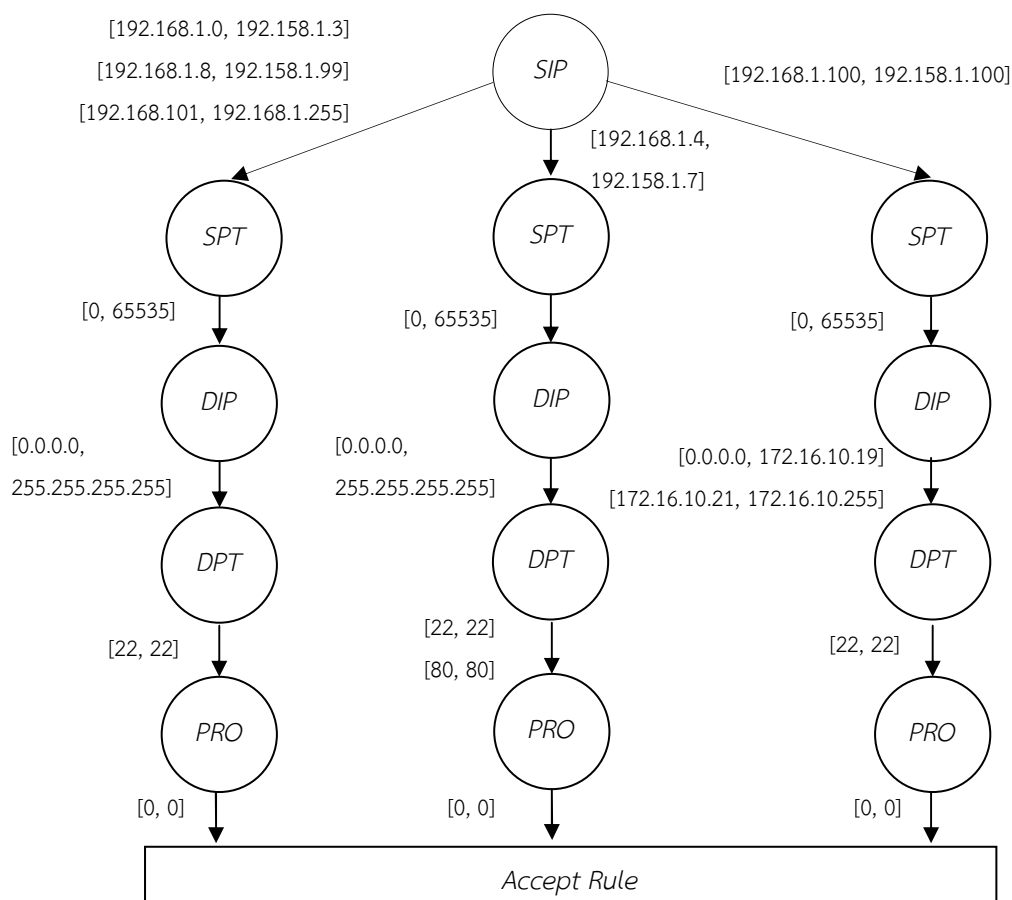 [192.168.1.0, 192.158.1.3]
[192.168.1.8, 192.158.1.99]
[192.168.101, 192.168.1.255]
SIP
[192.168.1.100, 192.158.1.100]
[192.168.1.4,
192.158.1.7]
SPT
SPT
SPT
[0, 65535]
[0, 65535]
[0, 65535]
DIP
DIP
DIP
[0.0.0.0,
255.255.255.255]
[0.0.0.0,
255.255.255.255]
[0.0.0.0, 172.16.10.19]
[172.16.10.21, 172.16.10.255]
DPT
DPT
DPT
[22, 22]
[22, 22]
[80, 80]
[22, 22]
PRO
PRO
PRO
[0, 0]
[0, 0]
[0, 0]
Accept Rule